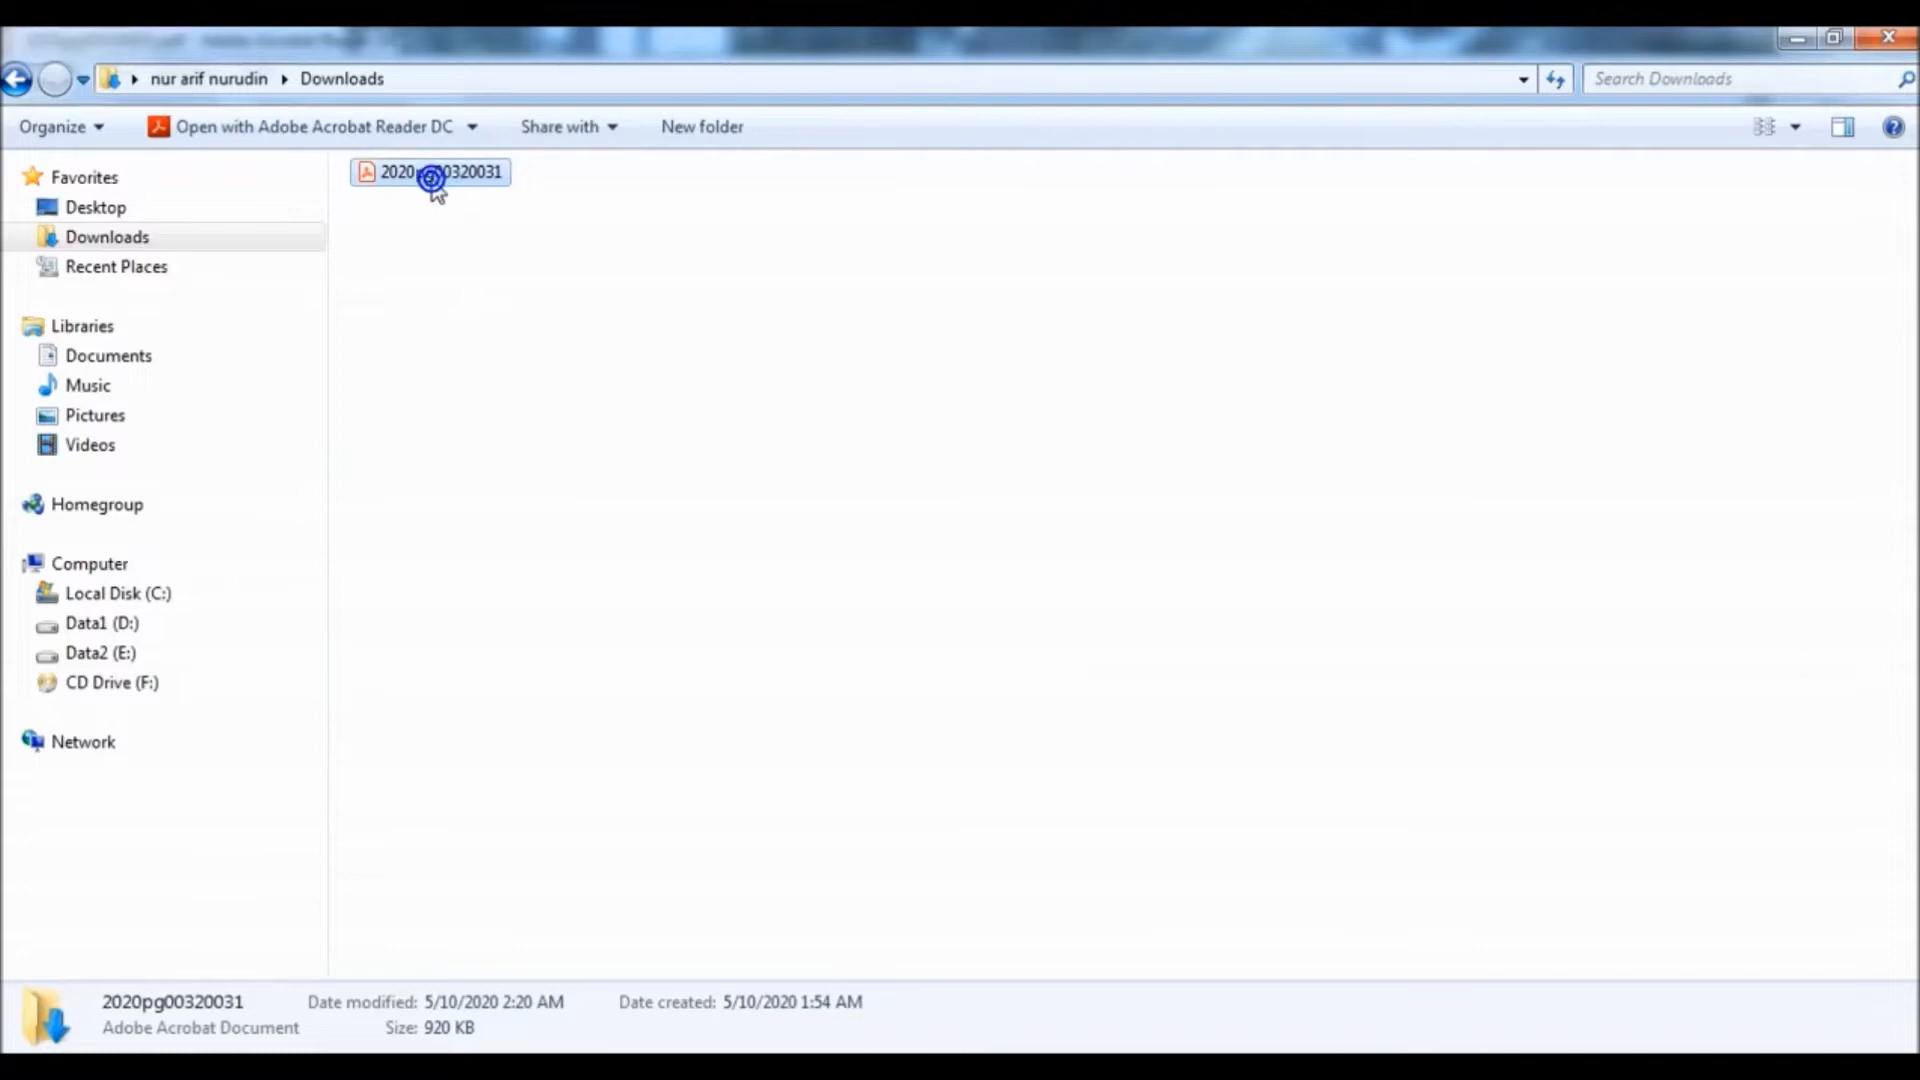 nur arif nurudin Downloads
Search Downloads
Organize Open with Adobe Acrobat Reader DC Share with New folder
Favorites
Desktop
Downloads
Recent Places
Libraries
Documents
Music
Pictures
Videos
Homegroup
Computer
Local Disk (C:)
Data1 (D:)
Data2 (E:)
CD Drive (F:)
Network
2020pg00320031
2020pg00320031 Date modified: 5/10/2020 2:20 AM Date created: 5/10/2020 1:54 AM
Adobe Acrobat Document Size: 920 KB